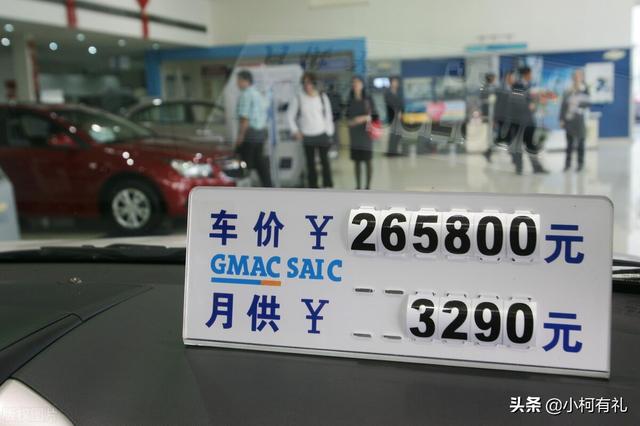 车价 ￥ 265800 元
GMAC SAIC
月供 ￥ 3290 元
头条 @小柯有礼